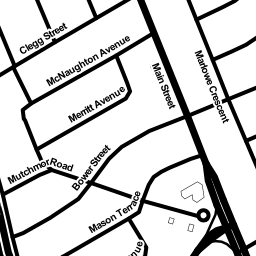 Clegg Street
McNaughton Avenue
Merritt Avenue
Main Street
Marlowe Crescent
Mutchmor Road
Bower Street
Mason Terrace